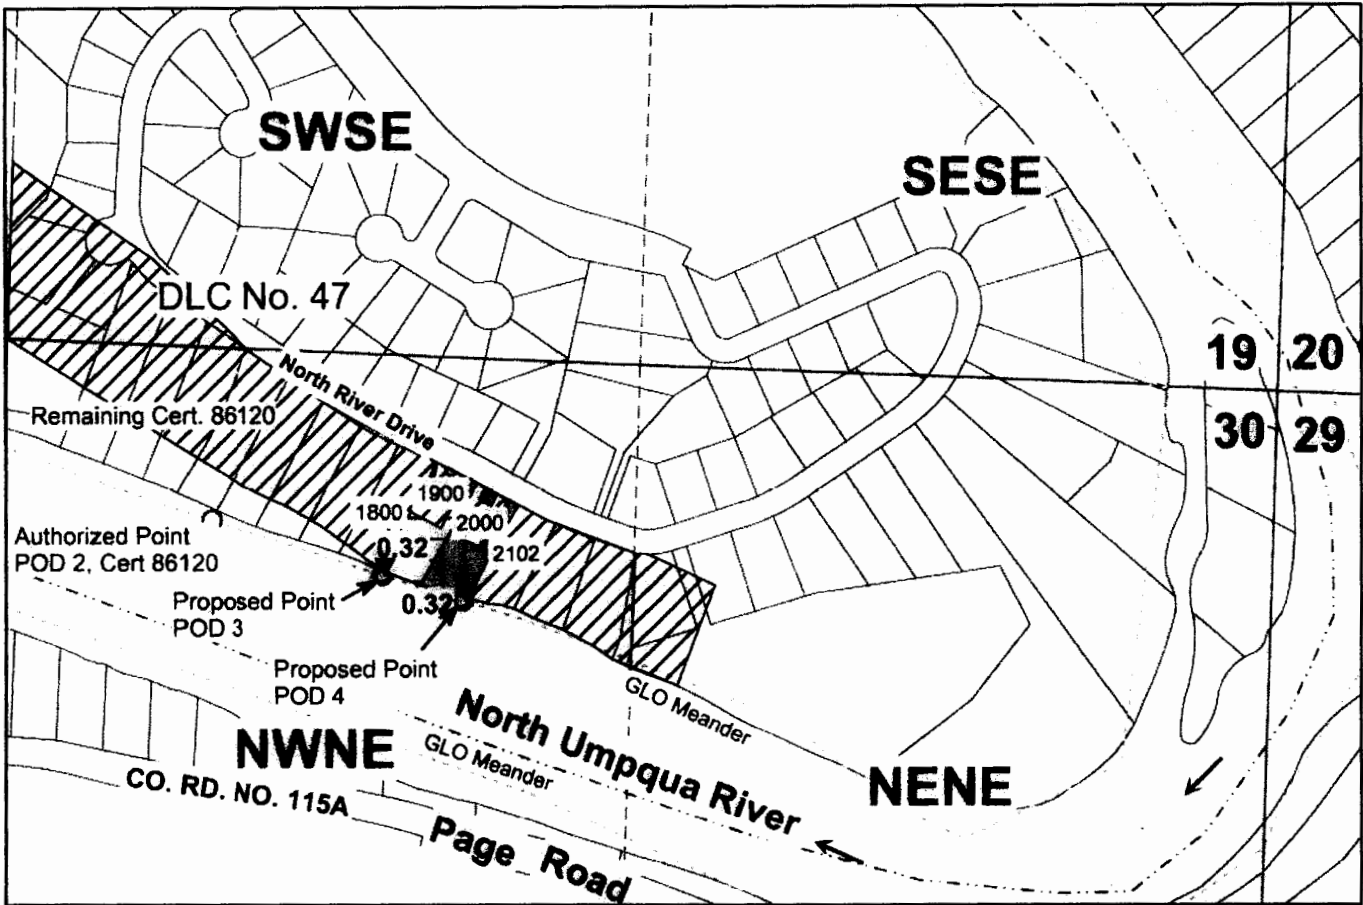 SWSE
SESE
DLC No. 47
19
20
30
29
North River Drive
Remaining Cert. 86120
1900
1800
2000
0.32
2102
Authorized Point
POD 2, Cert 86120
0.32
Proposed Point
POD 3
Proposed Point
POD 4
GLO Meander
North Umpqua River
GLO Meander
NWNE
NENE
CO. RD. NO. 115A
Page Road